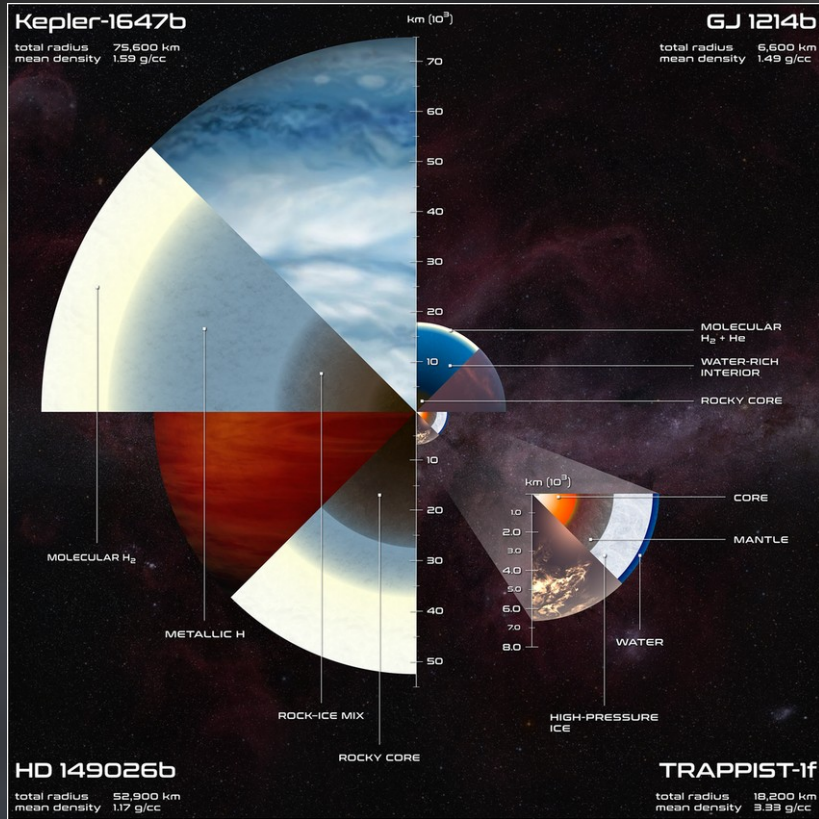 Kepler-1647b
total radius 75,600 km
mean density 1.59 g/cc
km (10³)
GJ 1214b
total radius 6,600 km
mean density 1.49 g/cc
70
60
50
40
30
20
10
MOLECULAR
H₂ + He
WATER-RICH
INTERIOR
ROCKY CORE
10
20
30
40
50
km (10³)
1.0
2.0
3.0
4.0
5.0
6.0
7.0
8.0
CORE
MANTLE
WATER
HIGH-PRESSURE
ICE
MOLECULAR H₂
METALLIC H
ROCK-ICE MIX
ROCKY CORE
HD 149026b
total radius 52,900 km
mean density 1.17 g/cc
TRAPPIST-1f
total radius 18,200 km
mean density 3.33 g/cc